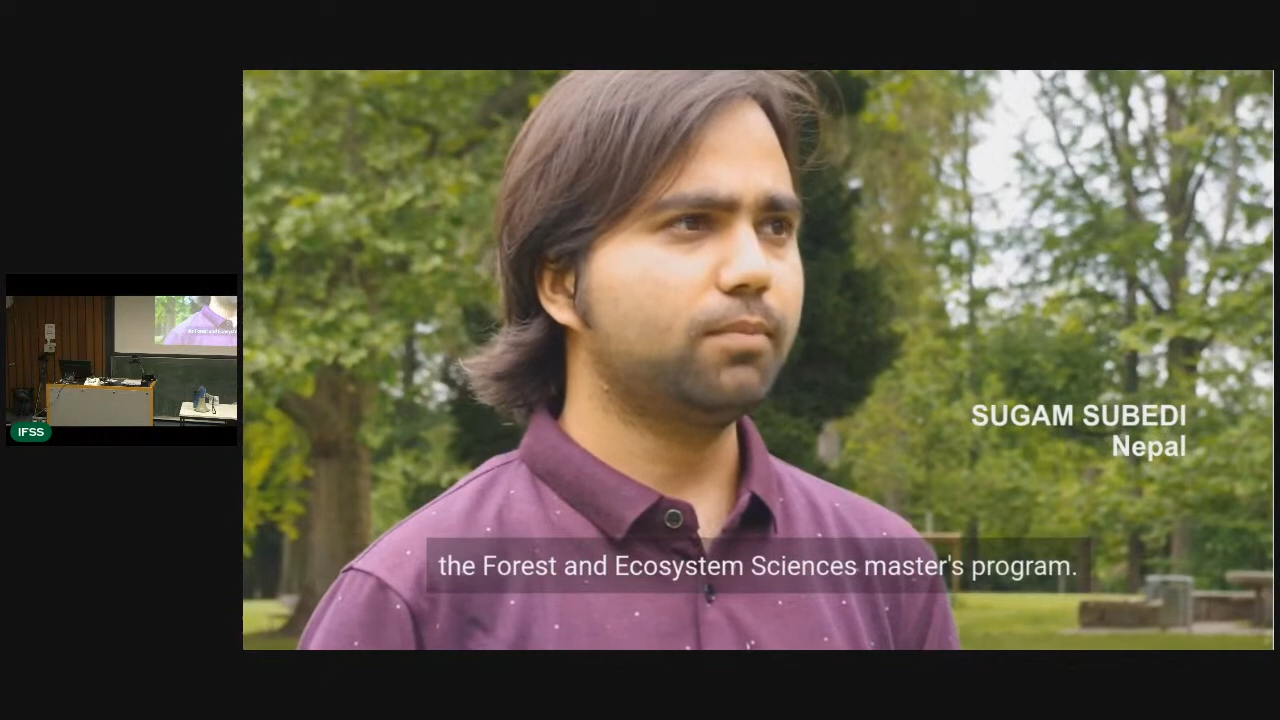 IFSS
SUGAM SUBEDI
Nepal
the Forest and Ecosystem Sciences master's program.